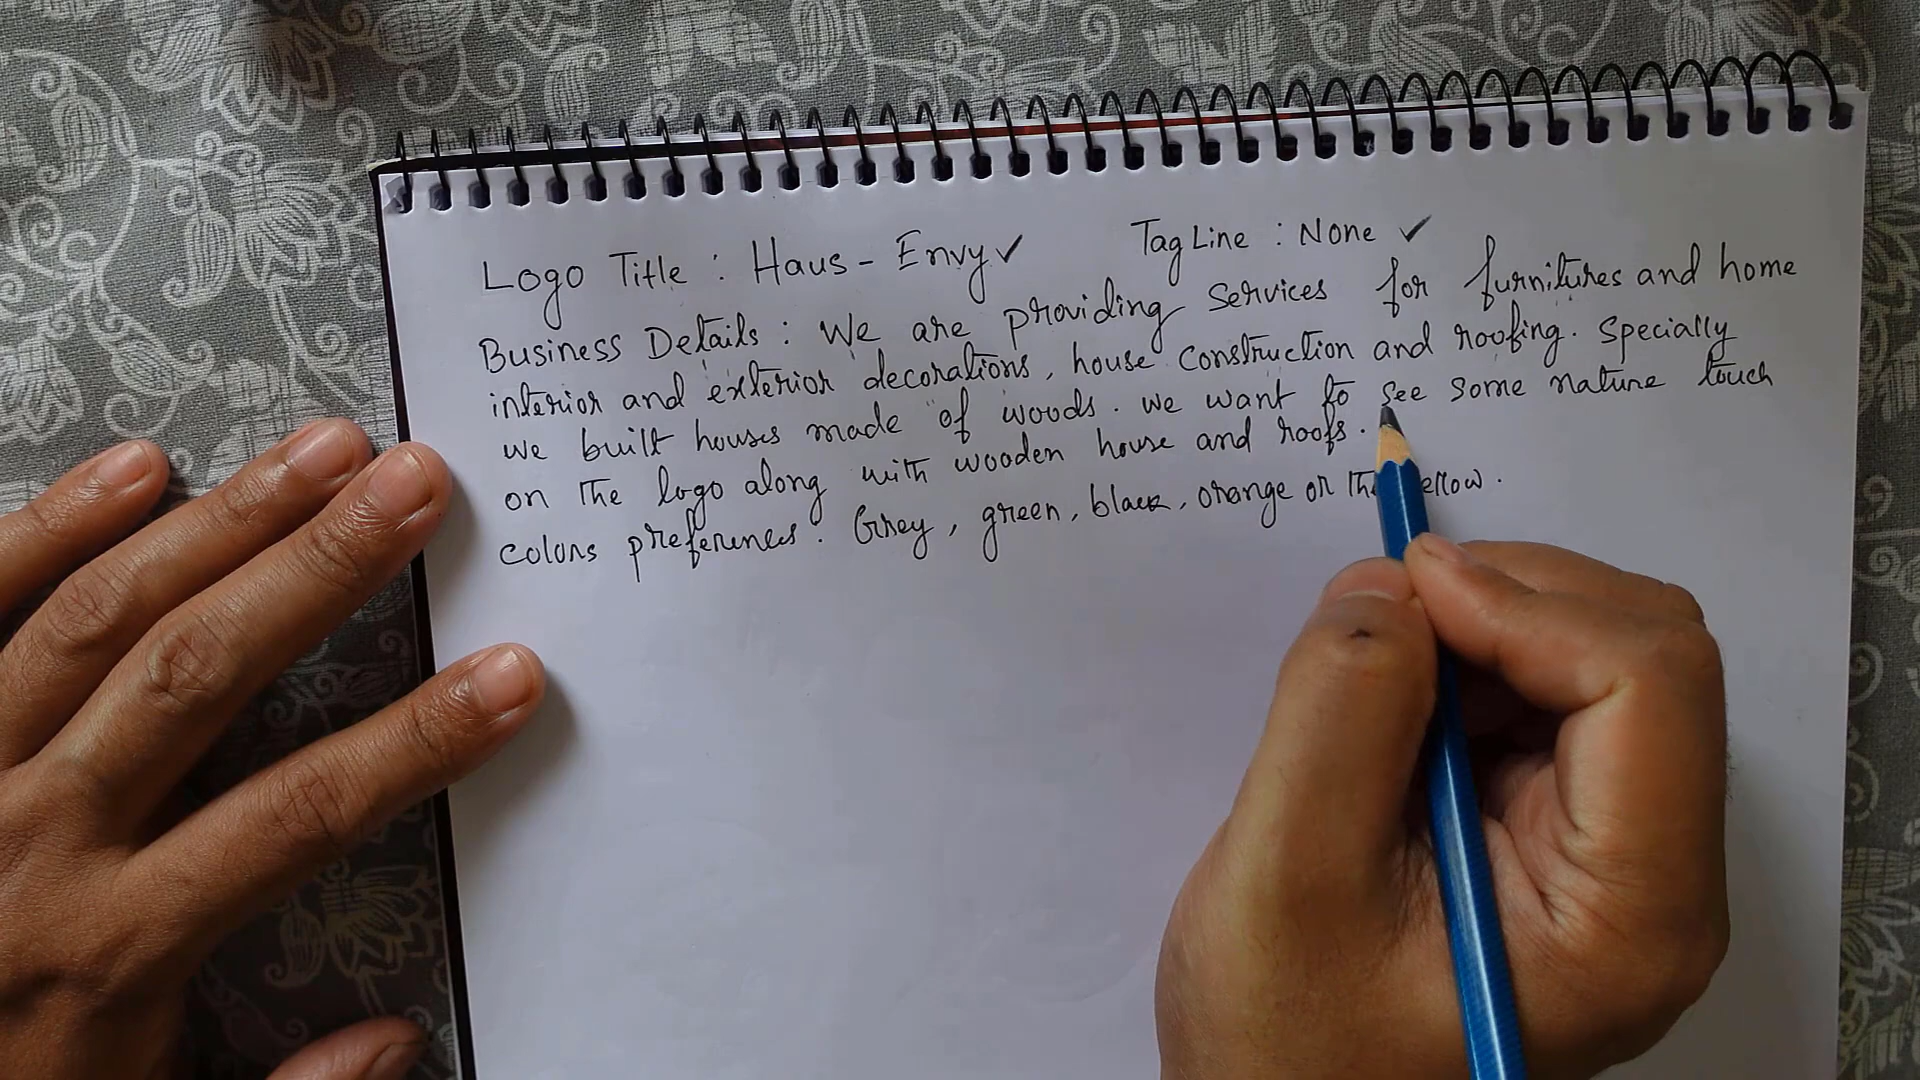 Logo Title : Haus - Envy✓ Tag Line : None ✓
Business Details : We are providing services for furnitures and home
interior and exterior decorations, house construction and roofing. Specially
we built houses made of woods. We want to see some nature touch
on the logo along with wooden house and roofs.
colors preferences. Grey, green, black, orange or